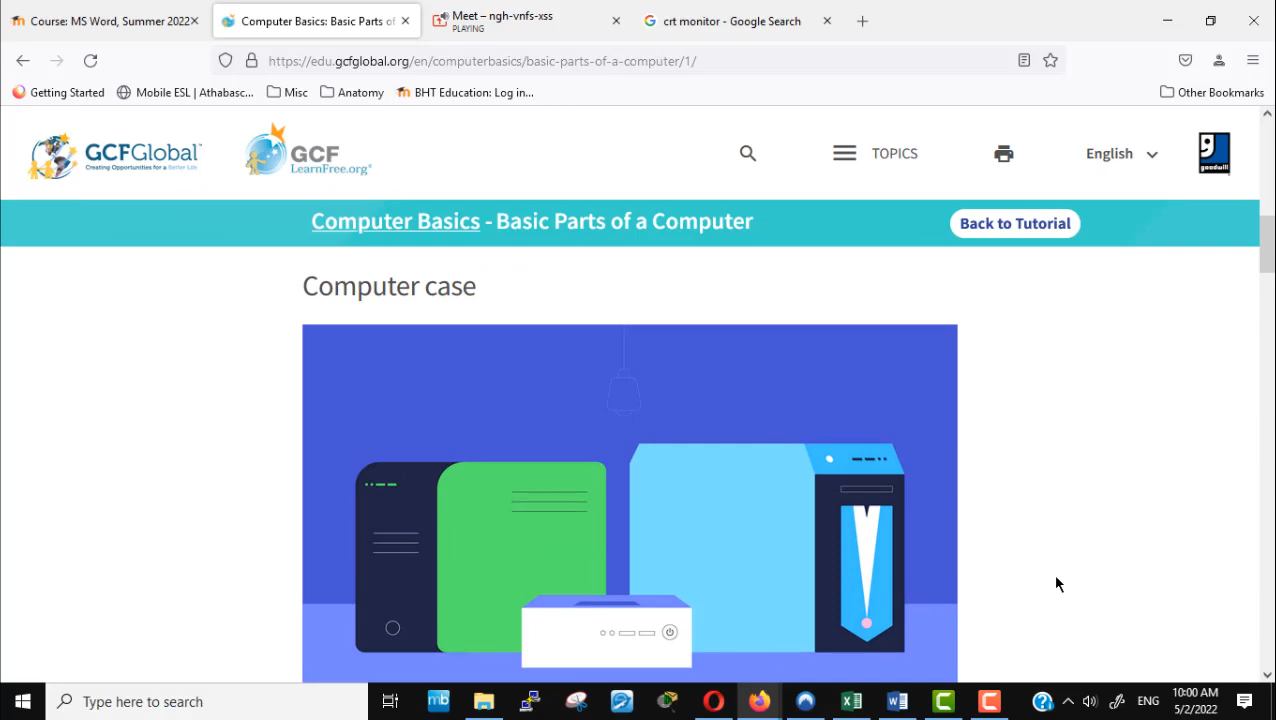 Course: MS Word, Summer 2022
Computer Basics: Basic Parts of
Meet – ngh-vnfs-xss
PLAYING
crt monitor - Google Search
https://edu.gcfglobal.org/en/computerbasics/basic-parts-of-a-computer/1/
Getting Started
Mobile ESL | Athabasc...
Misc
Anatomy
BHT Education: Log in...
Other Bookmarks
GCFGlobal™
Creating Opportunities for a Better Life
GCF
LearnFree.org®
TOPICS
English
goodwill
Computer Basics - Basic Parts of a Computer
Back to Tutorial
Computer case
Type here to search
mb
ENG
10:00 AM
5/2/2022